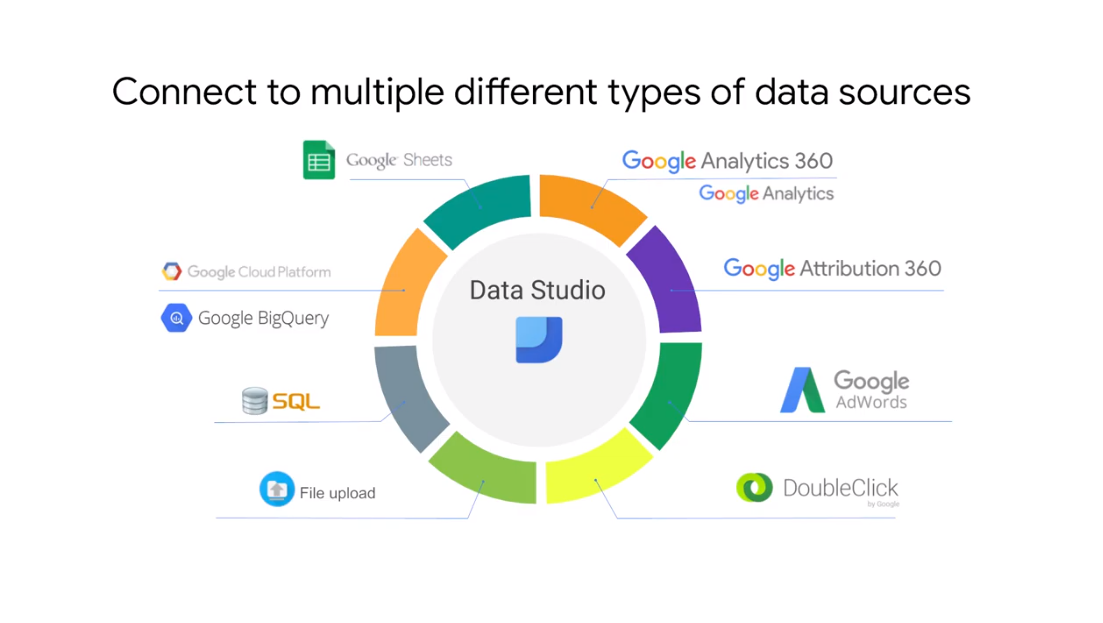 Connect to multiple different types of data sources
Google Sheets
Google Analytics 360
Google Analytics
Google Cloud Platform
Google BigQuery
Data Studio
Google Attribution 360
SQL
Google
AdWords
File upload
DoubleClick
by Google